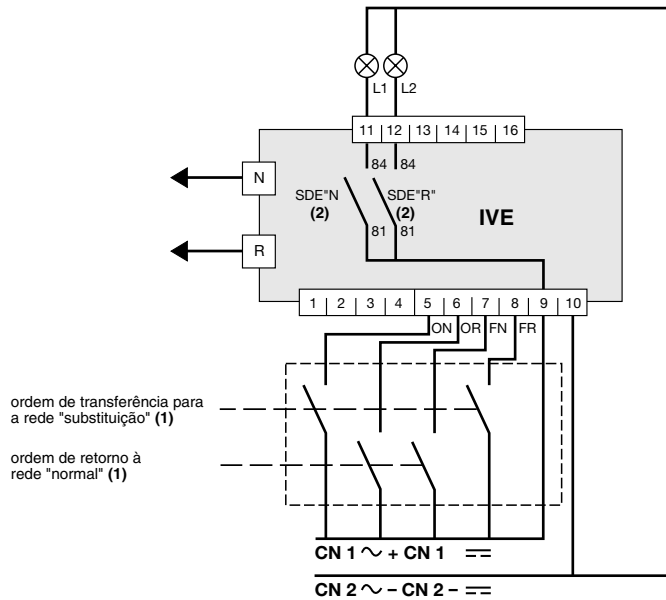 L1 L2
11 12 13 14 15 16
84 84
N
SDE"N SDE"R"
(2) (2)
IVE
81 81
R
1 2 3 4 5 6 7 8 9 10
ON OR FN FR
ordem de transferência para
a rede "substituição" (1)
ordem de retorno à
rede "normal" (1)
CN 1 ~ + CN 1 ⎓
CN 2 ~ – CN 2 – ⎓